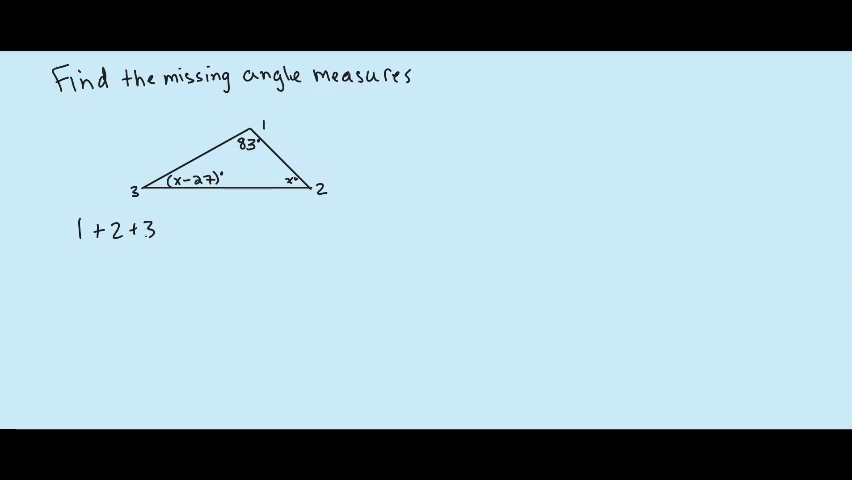 Find the missing angle measures
1
83°
3 (x-27)° x° 2
1 + 2 + 3